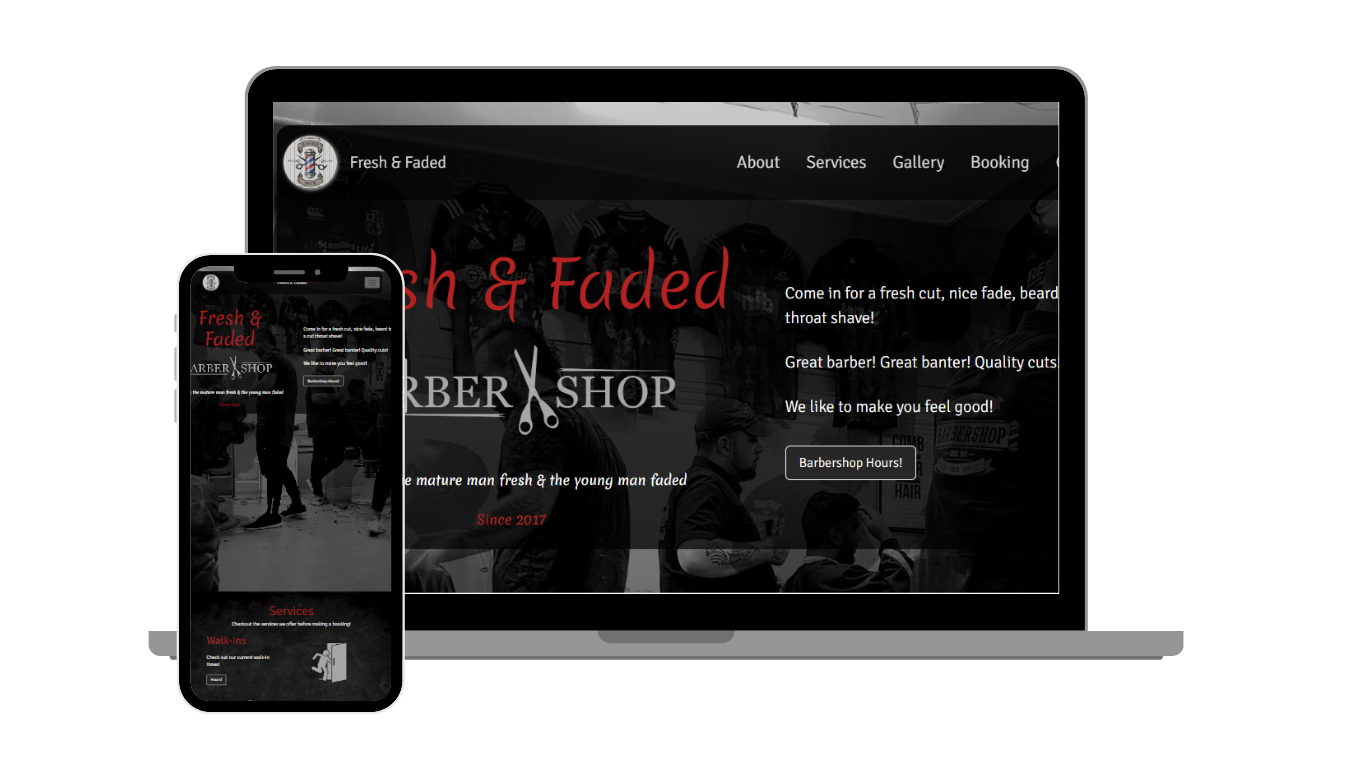 Fresh & Faded
About
Services
Gallery
Booking
sh & Faded
RBER SHOP
e mature man fresh & the young man faded
Since 2017
Come in for a fresh cut, nice fade, beard
throat shave!
Great barber! Great banter! Quality cuts
We like to make you feel good!
Barbershop Hours!
BARBERSHOP
COMB
HAIR
Fresh &
Faded
ARBER SHOP
the mature man fresh & the young man faded
Since 2017
Come in for a fresh cut, nice fade, beard tr
a cut throat shave!
Great barber! Great banter! Quality cuts!
We like to make you feel good!
Barbershop Hours!
Services
Checkout the services we offer before making a booking!
Walk-Ins
Check out our current walk-in
times!
Hours!